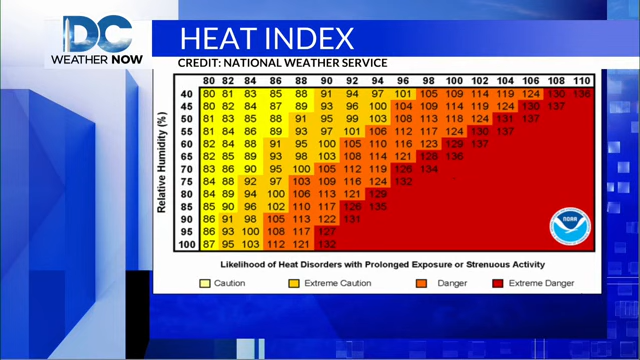 DC
WEATHER NOW
HEAT INDEX
CREDIT: NATIONAL WEATHER SERVICE
80 82 84 86 88 90 92 94 96 98 100 102 104 106 108 110
40 80 81 83 85 88 91 94 97 101 105 109 114 119 124 130 136
45 80 82 84 87 89 93 96 100 104 109 114 119 124 130 137
50 81 83 85 88 91 95 99 103 108 113 118 124 131 137
55 81 84 86 89 93 97 101 106 112 117 124 130 137
60 82 84 88 91 95 100 105 110 116 123 129 137
65 82 85 89 93 98 103 108 114 121 128 136
70 83 86 90 95 100 105 112 119 126 134
75 84 88 92 97 103 109 116 124 132
80 84 89 94 100 106 113 121 129
85 85 90 96 102 110 117 126 135
90 86 91 98 105 113 122 131
95 86 93 100 108 117 127
100 87 95 103 112 121 132
Relative Humidity (%)
NOAA
Likelihood of Heat Disorders with Prolonged Exposure or Strenuous Activity
Caution Extreme Caution Danger Extreme Danger